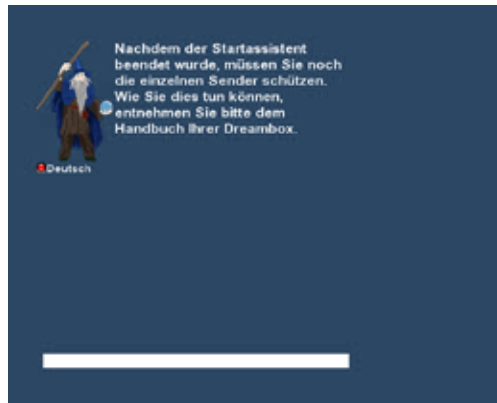 Nachdem der Startassistent
beendet wurde, müssen Sie noch
die einzelnen Sender schützen.
Wie Sie dies tun können,
entnehmen Sie bitte dem
Handbuch Ihrer Dreambox.
Deutsch